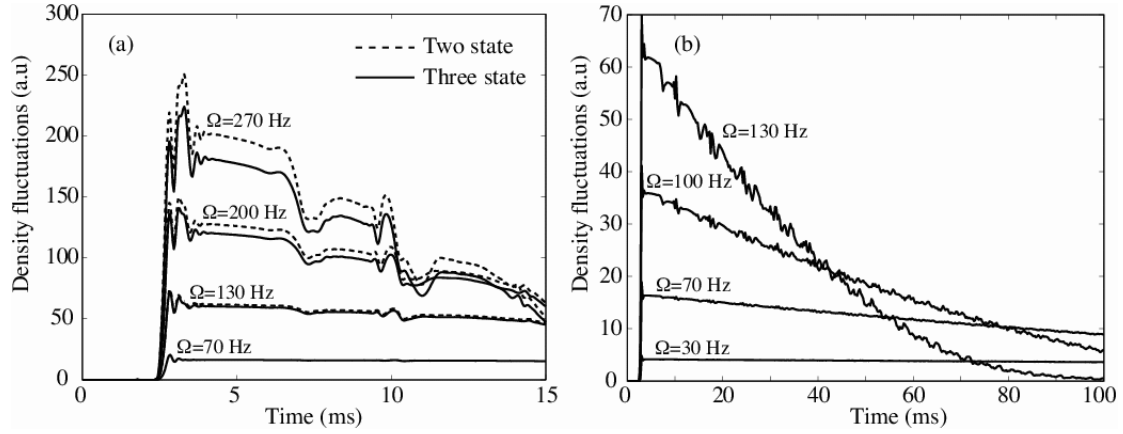 (a)
Two state
Three state
Ω=270 Hz
Ω=200 Hz
Ω=130 Hz
Ω=70 Hz
Density fluctuations (a.u)
300
250
200
150
100
50
0
0 5 10 15
Time (ms)
(b)
Ω=130 Hz
Ω=100 Hz
Ω=70 Hz
Ω=30 Hz
Density fluctuations (a.u)
70
60
50
40
30
20
10
0
0 20 40 60 80 100
Time (ms)